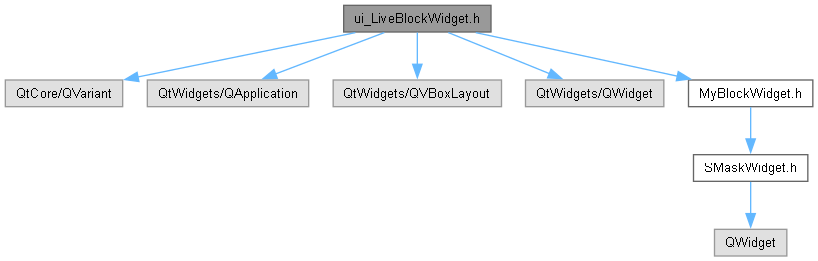 ui_LiveBlockWidget.h
QtCore/QVariant
QtWidgets/QApplication
QtWidgets/QVBoxLayout
QtWidgets/QWidget
MyBlockWidget.h
SMaskWidget.h
QWidget